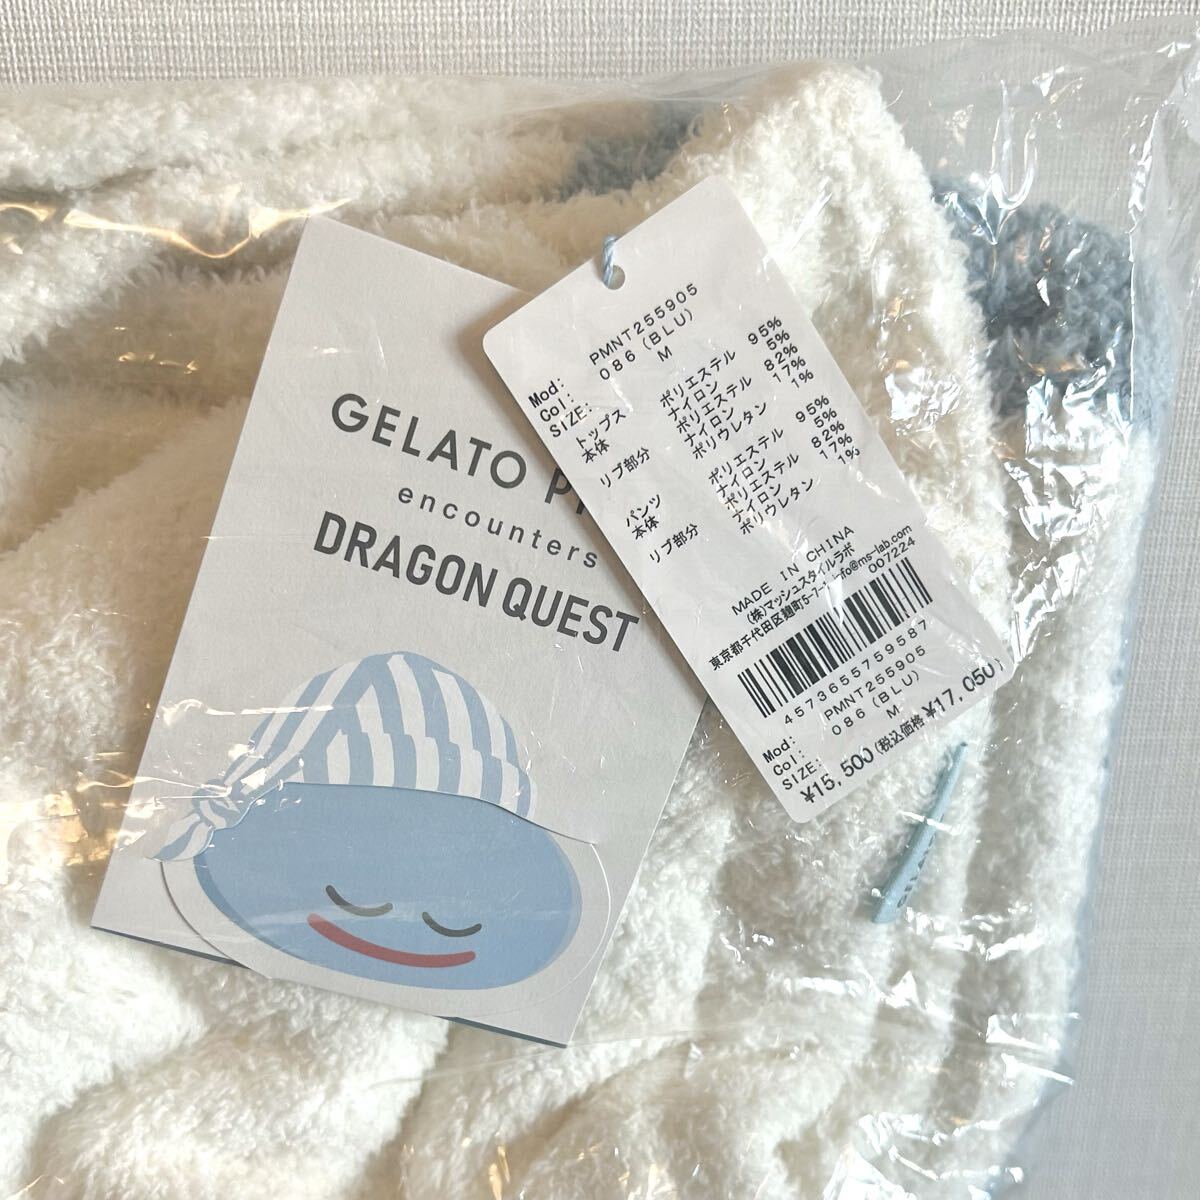 GELATO PI
encounters
DRAGON QUEST
Mod: PMNT255905
Col: 086 (BLU)
SIZE: M
トップス
本体 ポリエステル 95%
ナイロン 5%
リブ部分 ポリエステル 82%
ナイロン 17%
ポリウレタン 1%
パンツ
本体 ポリエステル 95%
ナイロン 5%
リブ部分 ポリエステル 82%
ナイロン 17%
ポリウレタン 1%
MADE IN CHINA
(株)マッシュスタイルラボ
東京都千代田区麹町5-7-1 info@ms-lab.com
007224
4573655759587
Mod: PMNT255905
Col: 086 (BLU)
SIZE: M
¥15,500 (税込価格 ¥17,050)